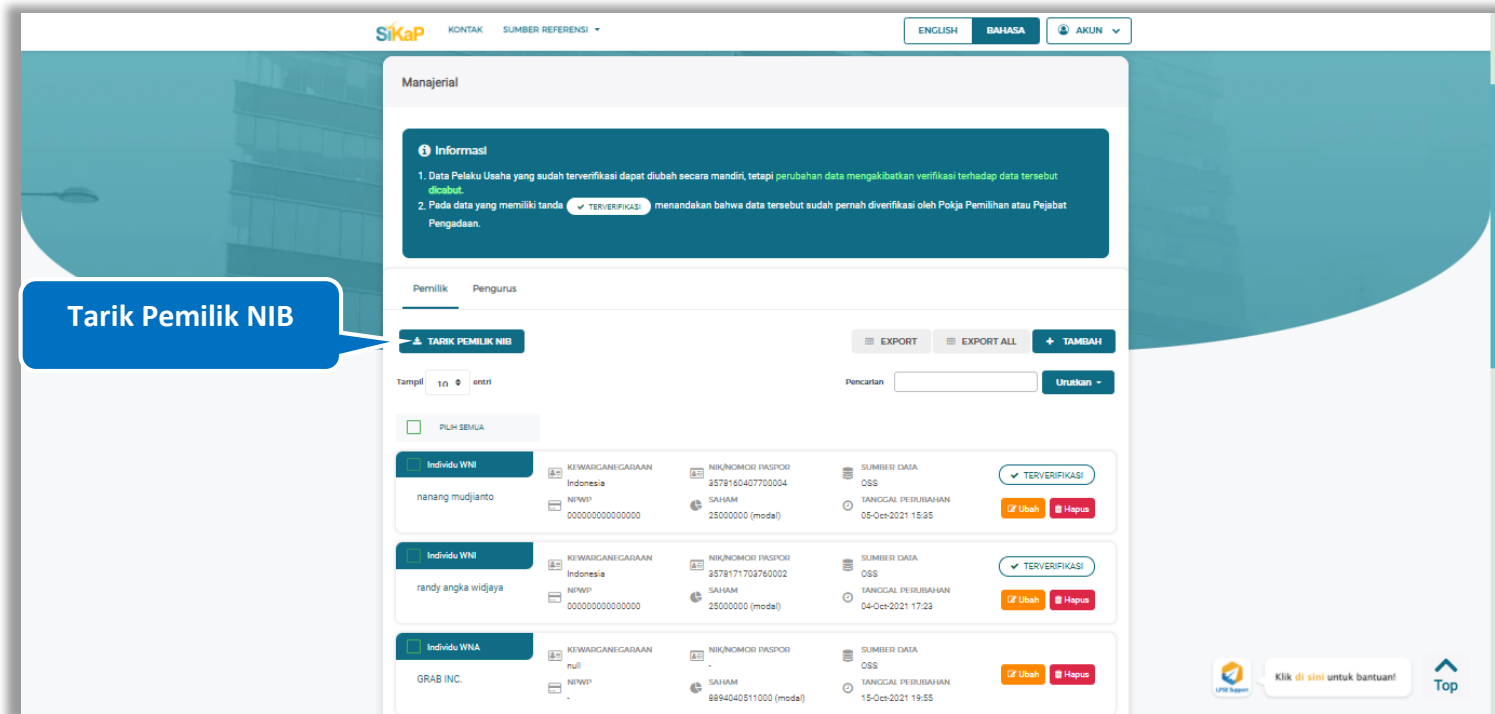 SiKaP KONTAK SUMBER REFERENSI ENGLISH BAHASA AKUN
Manajerial
Informasi
1. Data Pelaku Usaha yang sudah terverifikasi dapat diubah secara mandiri, tetapi perubahan data mengakibatkan verifikasi terhadap data tersebut
dicabut.
2. Pada data yang memiliki tanda TERVERIFIKASI menandakan bahwa data tersebut sudah pernah diverifikasi oleh Pokja Pemilihan atau Pejabat
Pengadaan.
Pemilik Pengurus
Tarik Pemilik NIB
TARIK PEMILIK NIB EXPORT EXPORT ALL + TAMBAH
Tampil 10 entri Pencarian Urutkan
PILIH SEMUA
Individu WNI
nanang mudjianto
KEWARGANEGARAAN
Indonesia
NPWP
000000000000000
NIK/NOMOR PASPOR
3578160407700004
SAHAM
25000000 (modal)
SUMBER DATA
OSS
TANGGAL PERUBAHAN
05-Oct-2021 15:35
TERVERIFIKASI
Ubah Hapus
Individu WNI
randy angka widjaya
KEWARGANEGARAAN
Indonesia
NPWP
000000000000000
NIK/NOMOR PASPOR
3578171703760002
SAHAM
25000000 (modal)
SUMBER DATA
OSS
TANGGAL PERUBAHAN
04-Oct-2021 17:23
TERVERIFIKASI
Ubah Hapus
Individu WNA
GRAB INC.
KEWARGANEGARAAN
null
NPWP
-
NIK/NOMOR PASPOR
-
SAHAM
8894040511000 (modal)
SUMBER DATA
OSS
TANGGAL PERUBAHAN
15-Oct-2021 19:55
Ubah Hapus
LPSE Support
Klik di sini untuk bantuan!
Top